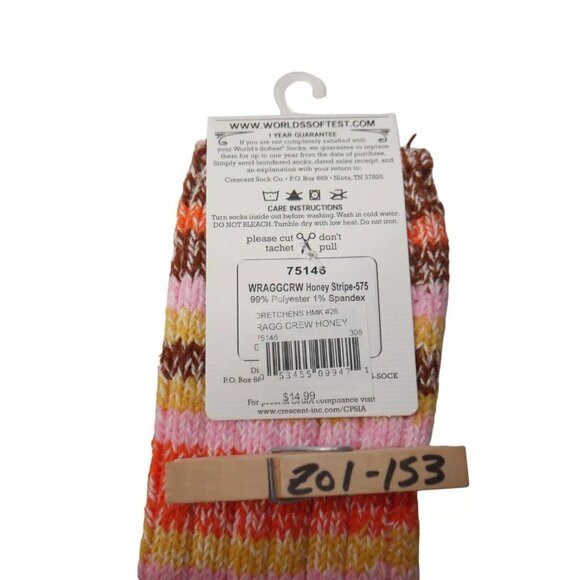 WWW.WORLDSSOFTEST.COM
1 YEAR GUARANTEE
If you are not completely satisfied with
your World's Softest® Socks, we guarantee to replace
them for up to one year from the date of purchase.
Simply send laundered socks, dated sales receipt, and
an explanation with your return to:
Crescent Sock Co. • P.O. Box 669 • Niota, TN 37826
CARE INSTRUCTIONS
Turn socks inside out before washing. Wash in cold water.
DO NOT BLEACH. Tumble dry with low heat. Do not iron.
please cut don't
tachet pull
75146
WRAGGCRW Honey Stripe-575
99% Polyester 1% Spandex
GRETCHENS HMK #26
RAGG CREW HONEY
75146 308
0 53455 09947 1
Di
P.O. Box 66 -SOCK
$14.99
For CPSIA compliance visit
www.crescent-inc.com/CPSIA
201-153